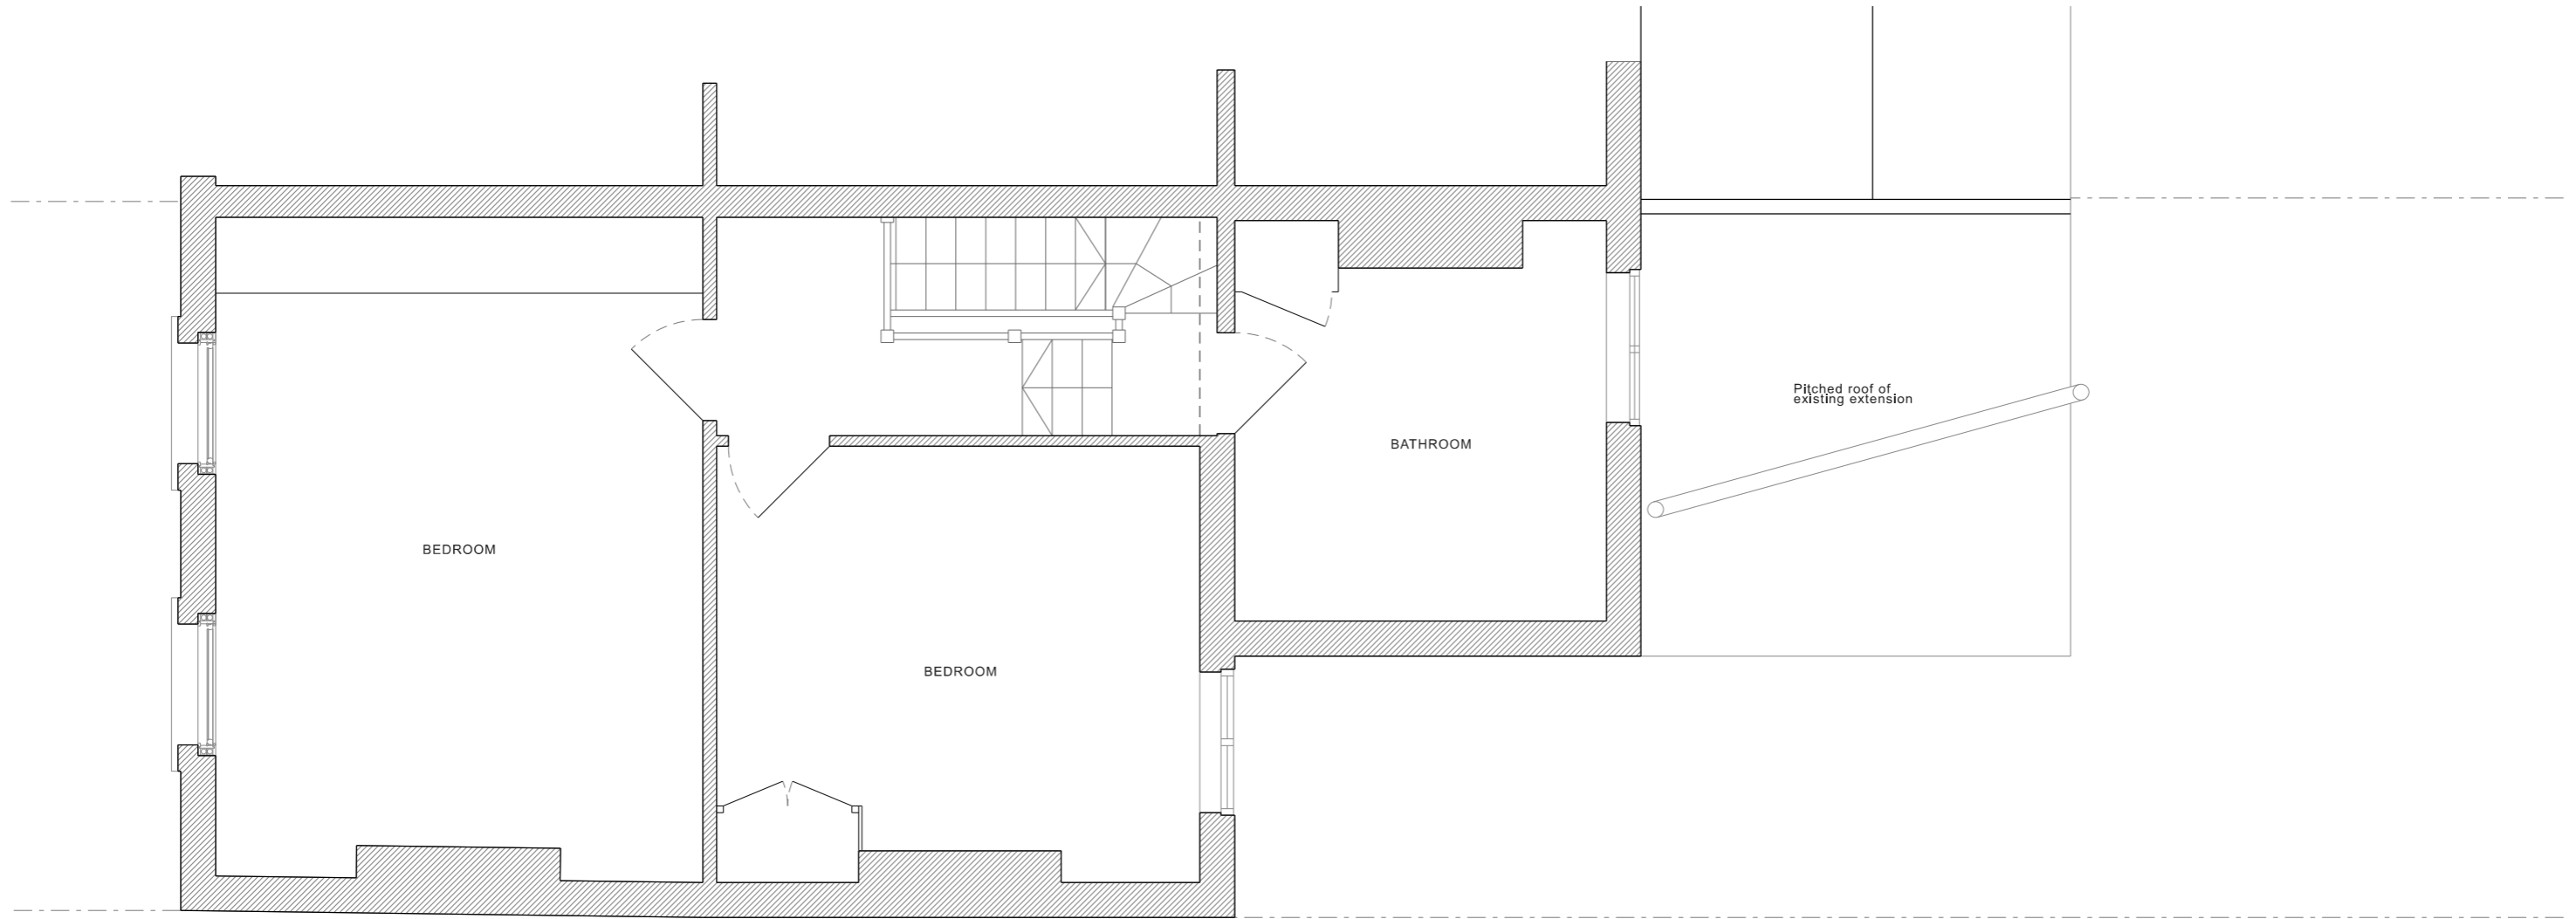 Pitched roof of
existing extension
BATHROOM
BEDROOM
BEDROOM